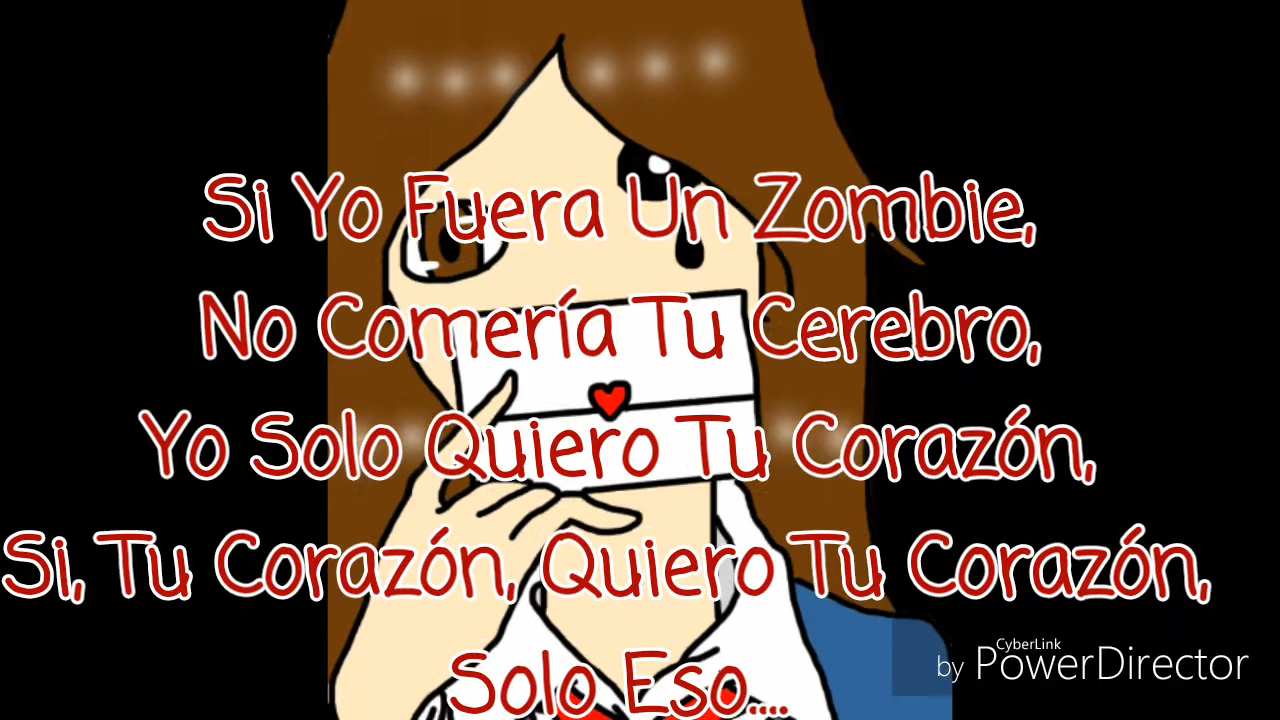 Si Yo Fuera Un Zombie,
No Comería Tu Cerebro,
Yo Solo Quiero Tu Corazón,
Si, Tu Corazón, Quiero Tu Corazón,
Solo Eso....
CyberLink
by PowerDirector